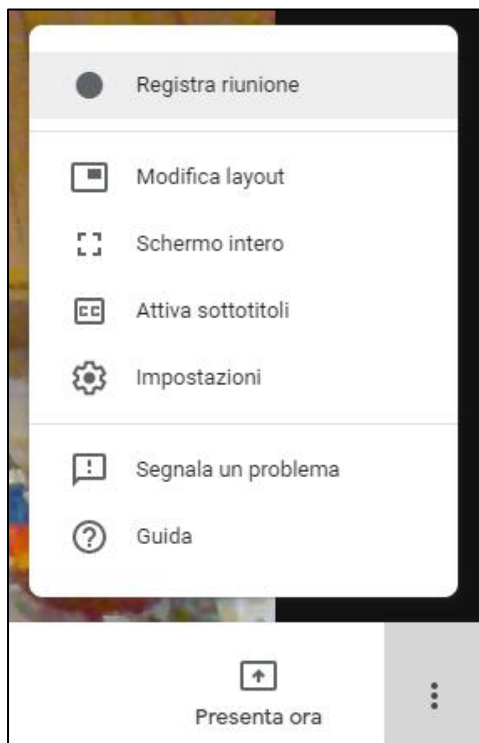 Registra riunione
Modifica layout
Schermo intero
Attiva sottotitoli
Impostazioni
Segnala un problema
Guida
Presenta ora